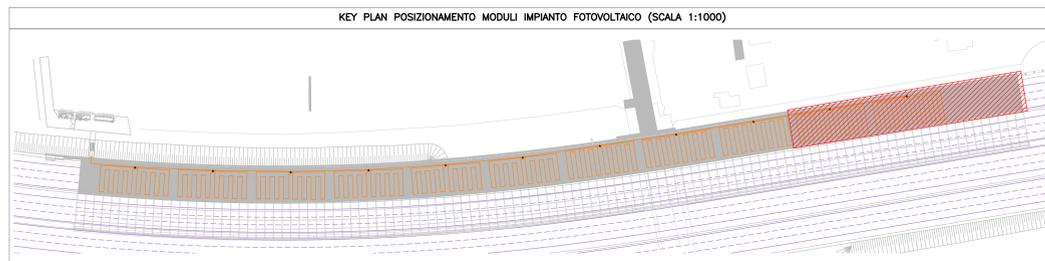 KEY PLAN POSIZIONAMENTO MODULI IMPIANTO FOTOVOLTAICO (SCALA 1:1000)